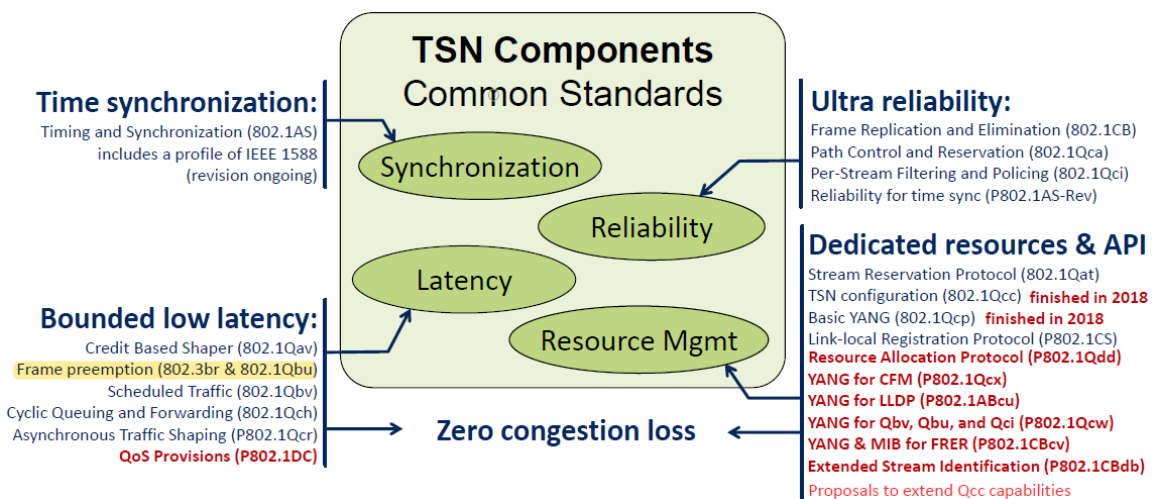 TSN Components
Common Standards
Synchronization
Reliability
Latency
Resource Mgmt
Time synchronization:
Timing and Synchronization (802.1AS)
includes a profile of IEEE 1588
(revision ongoing)
Bounded low latency:
Credit Based Shaper (802.1Qav)
Frame preemption (802.3br & 802.1Qbu)
Scheduled Traffic (802.1Qbv)
Cyclic Queuing and Forwarding (802.1Qch)
Asynchronous Traffic Shaping (P802.1Qcr)
QoS Provisions (P802.1DC)
Zero congestion loss
Ultra reliability:
Frame Replication and Elimination (802.1CB)
Path Control and Reservation (802.1Qca)
Per-Stream Filtering and Policing (802.1Qci)
Reliability for time sync (P802.1AS-Rev)
Dedicated resources & API
Stream Reservation Protocol (802.1Qat)
TSN configuration (802.1Qcc) finished in 2018
Basic YANG (802.1Qcp) finished in 2018
Link-local Registration Protocol (P802.1CS)
Resource Allocation Protocol (P802.1Qdd)
YANG for CFM (P802.1Qcx)
YANG for LLDP (P802.1ABcu)
YANG for Qbv, Qbu, and Qci (P802.1Qcw)
YANG & MIB for FRER (P802.1CBcv)
Extended Stream Identification (P802.1CBdb)
Proposals to extend Qcc capabilities